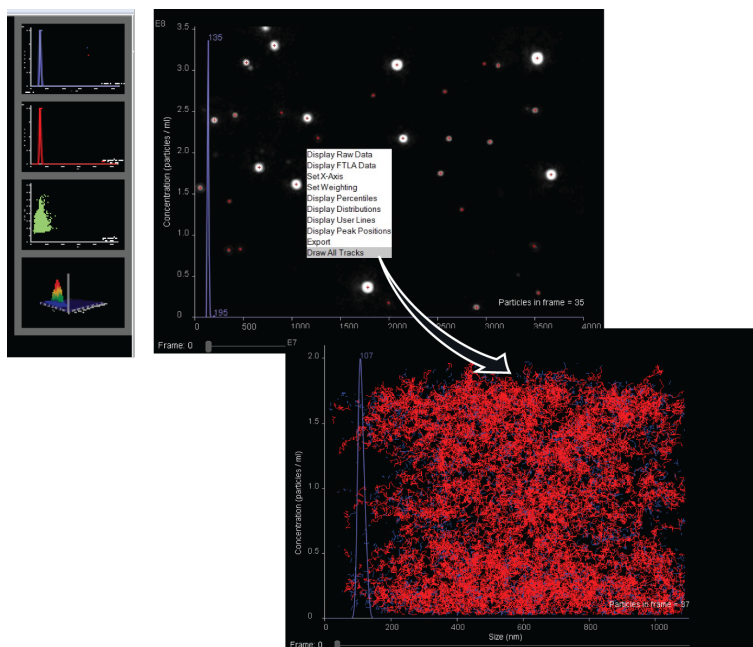 E8
3.5
135
3.0
2.5
2.0
1.5
1.0
0.5
0
Concentration (particles / ml)
Display Raw Data
Display FTLA Data
Set X-Axis
Set Weighting
Display Percentiles
Display Distributions
Display User Lines
Display Peak Positions
Export
Draw All Tracks
195
Particles in frame = 35
0
500
1000
1500
2000
2500
3000
3500
4000
Frame: 0
E7
2.0
107
1.5
1.0
0.5
0
Concentration (particles / ml)
Particles in frame = 37
0
200
400
600
800
1000
Size (nm)
Frame: 0